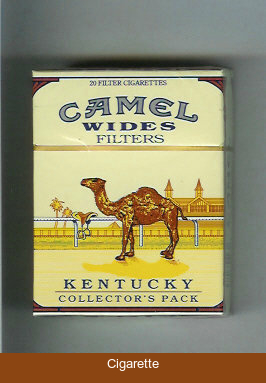 20 FILTER CIGARETTES
CAMEL
WIDES
FILTERS
KENTUCKY
COLLECTOR'S PACK
Cigarette